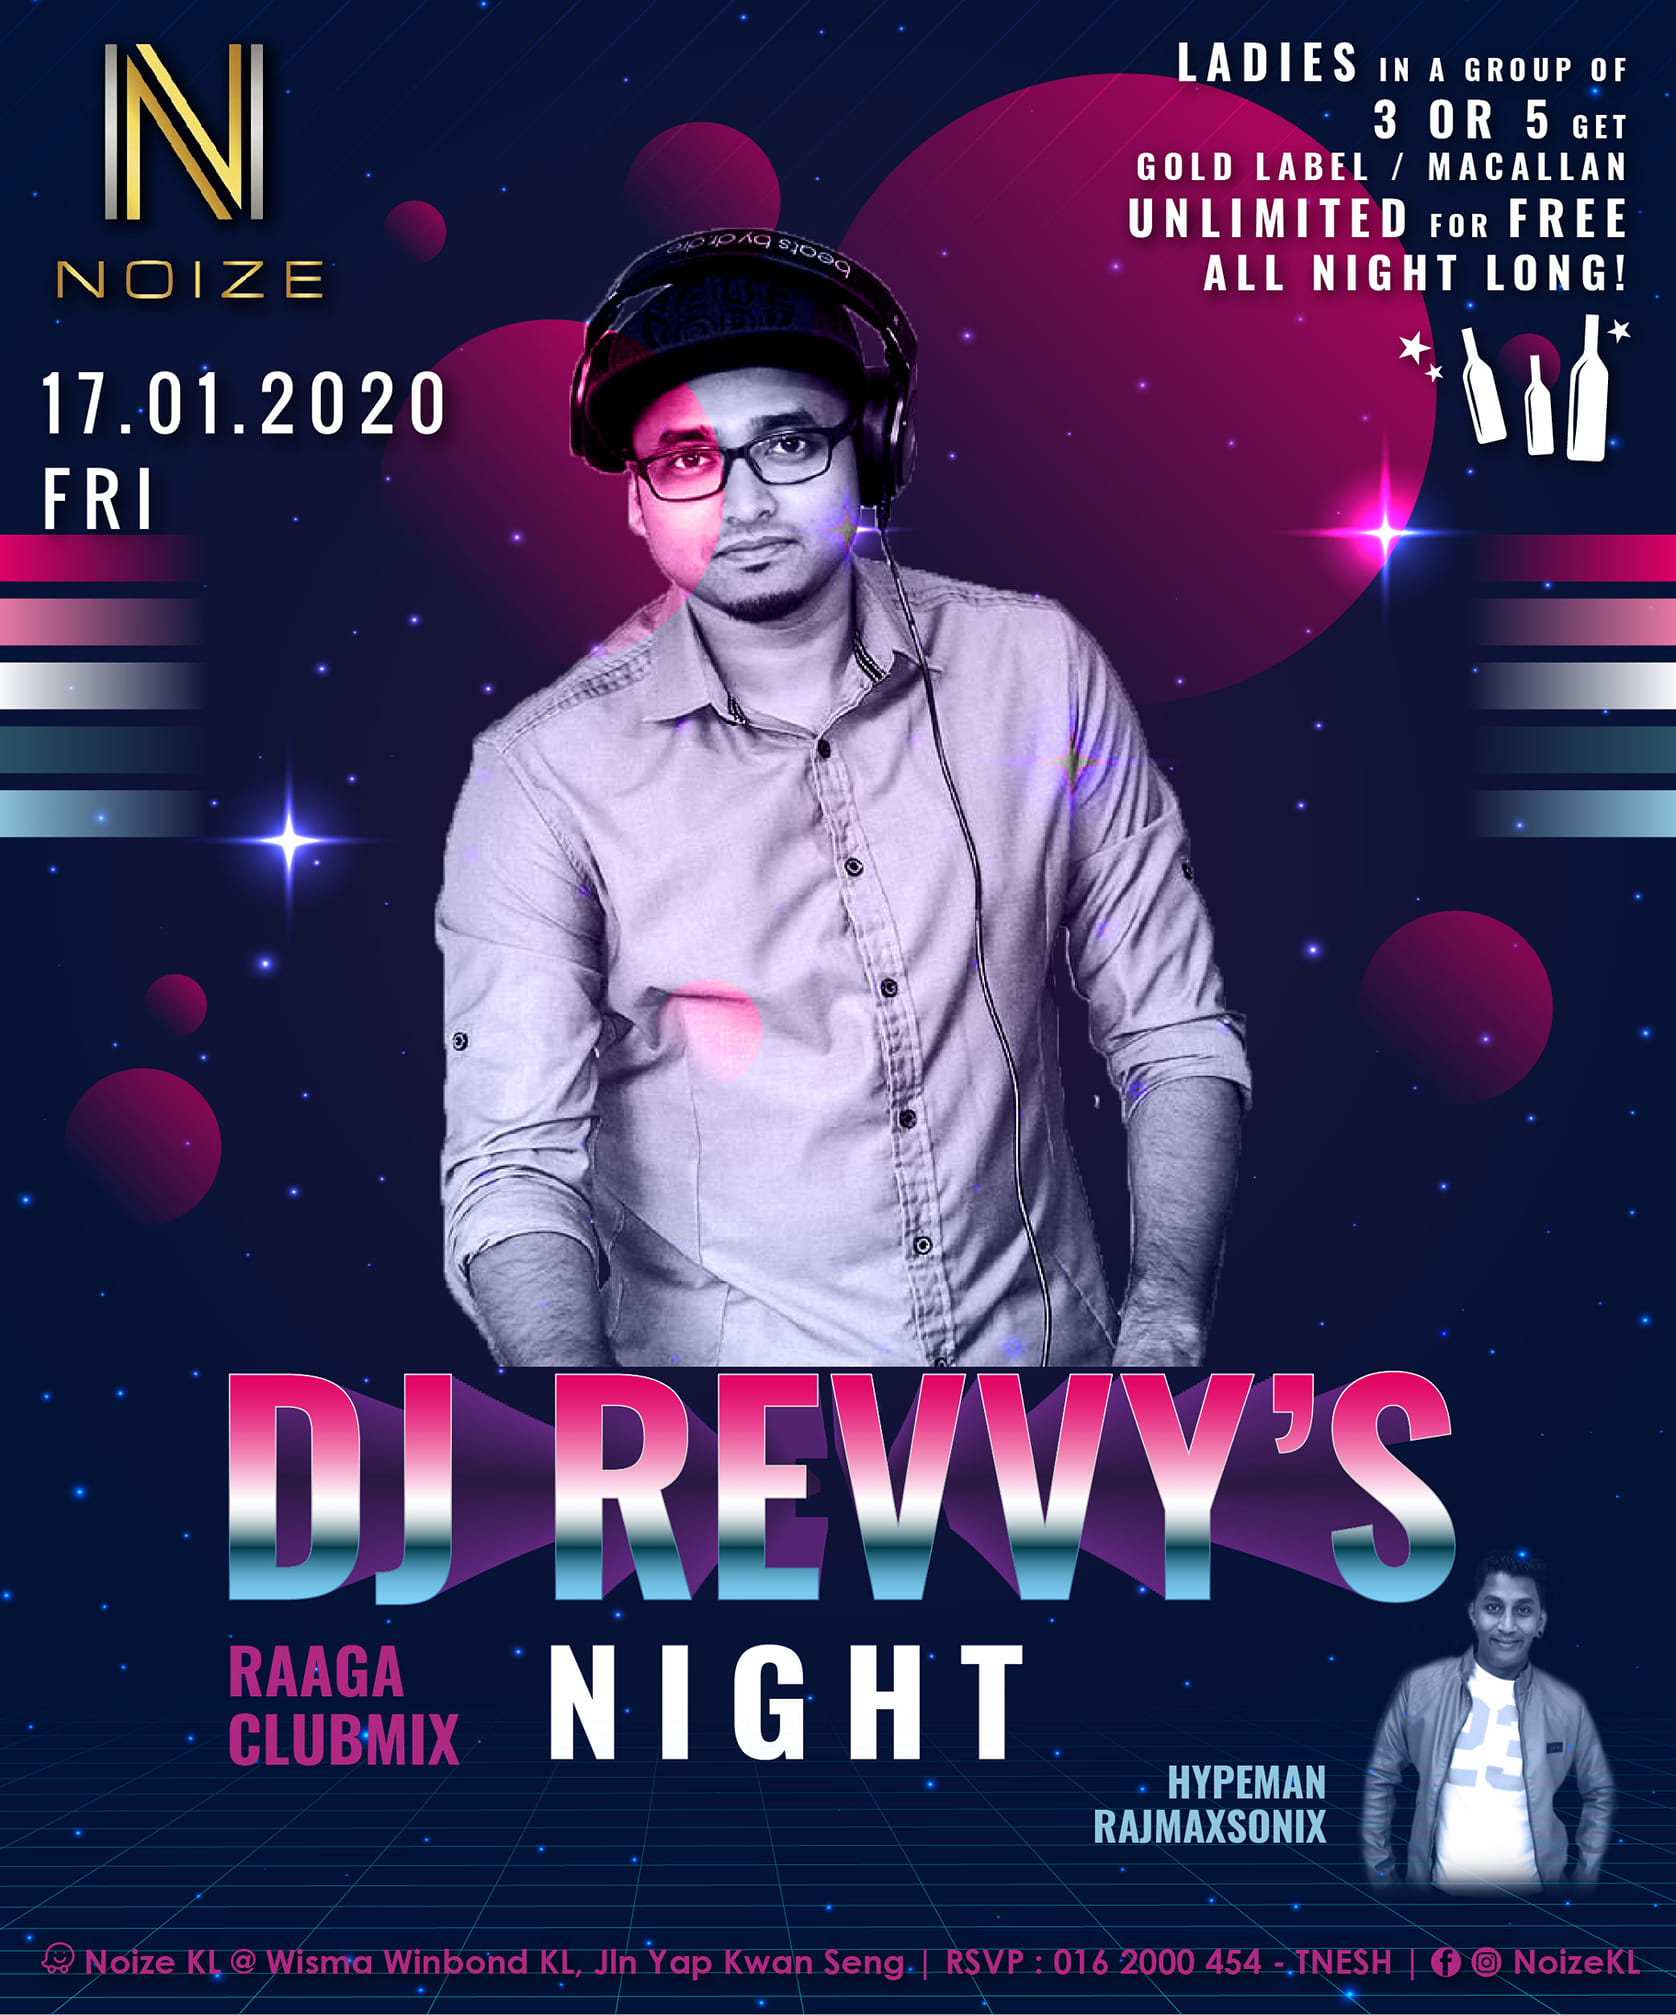 N
NOIZE
17.01.2020
FRI
LADIES IN A GROUP OF
3 OR 5 GET
GOLD LABEL / MACALLAN
UNLIMITED FOR FREE
ALL NIGHT LONG!
beats by dr. dre
DJ REVVY'S
NIGHT
RAAGA
CLUBMIX
HYPEMAN
RAJMAXSONIX
23
Noize KL @ Wisma Winbond KL, Jln Yap Kwan Seng | RSVP : 016 2000 454 - TNESH | NoizeKL